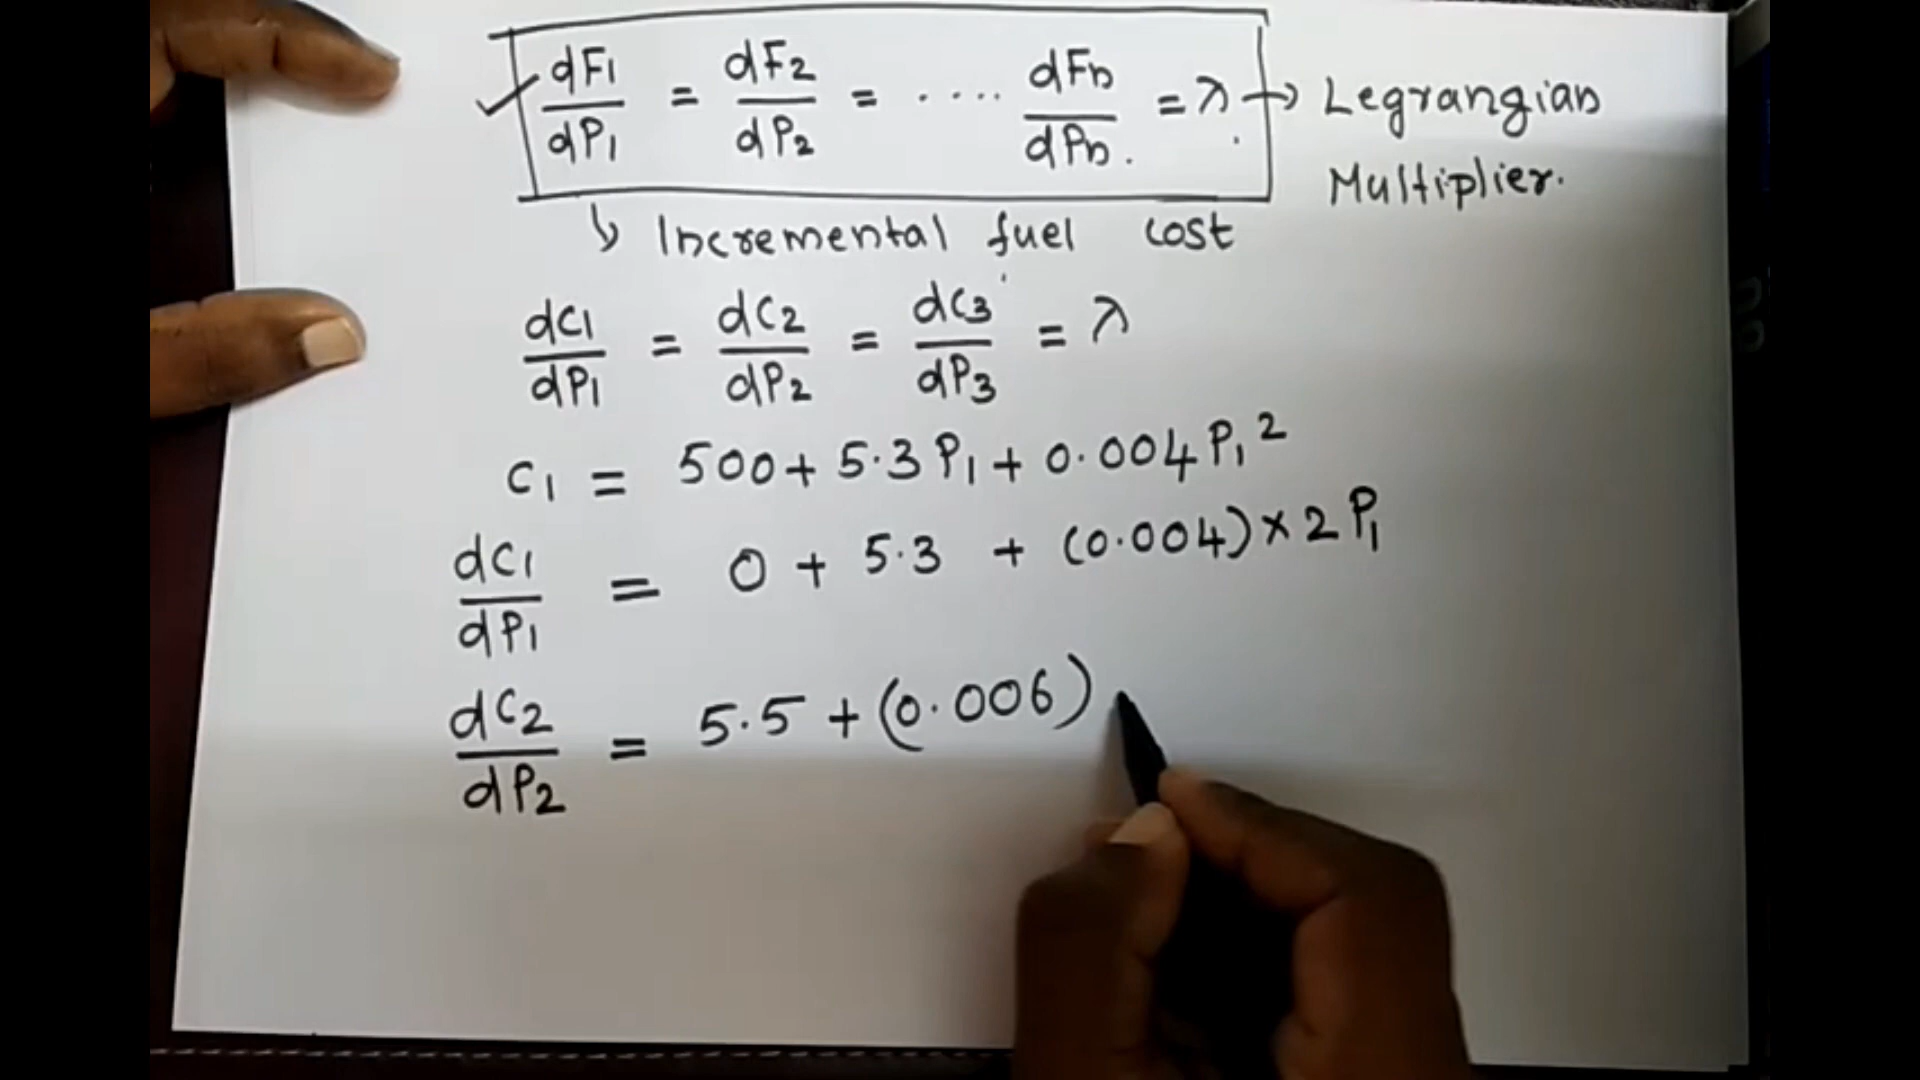 dF1/dP1 = dF2/dP2 = .... dFn/dPn. = λ. → Legrangian
Multiplier.
↳ Incremental fuel cost
dC1/dP1 = dC2/dP2 = dC3/dP3 = λ
C1 = 500 + 5.3 P1 + 0.004 P1²
dC1/dP1 = 0 + 5.3 + (0.004) × 2 P1
dC2/dP2 = 5.5 + (0.006)